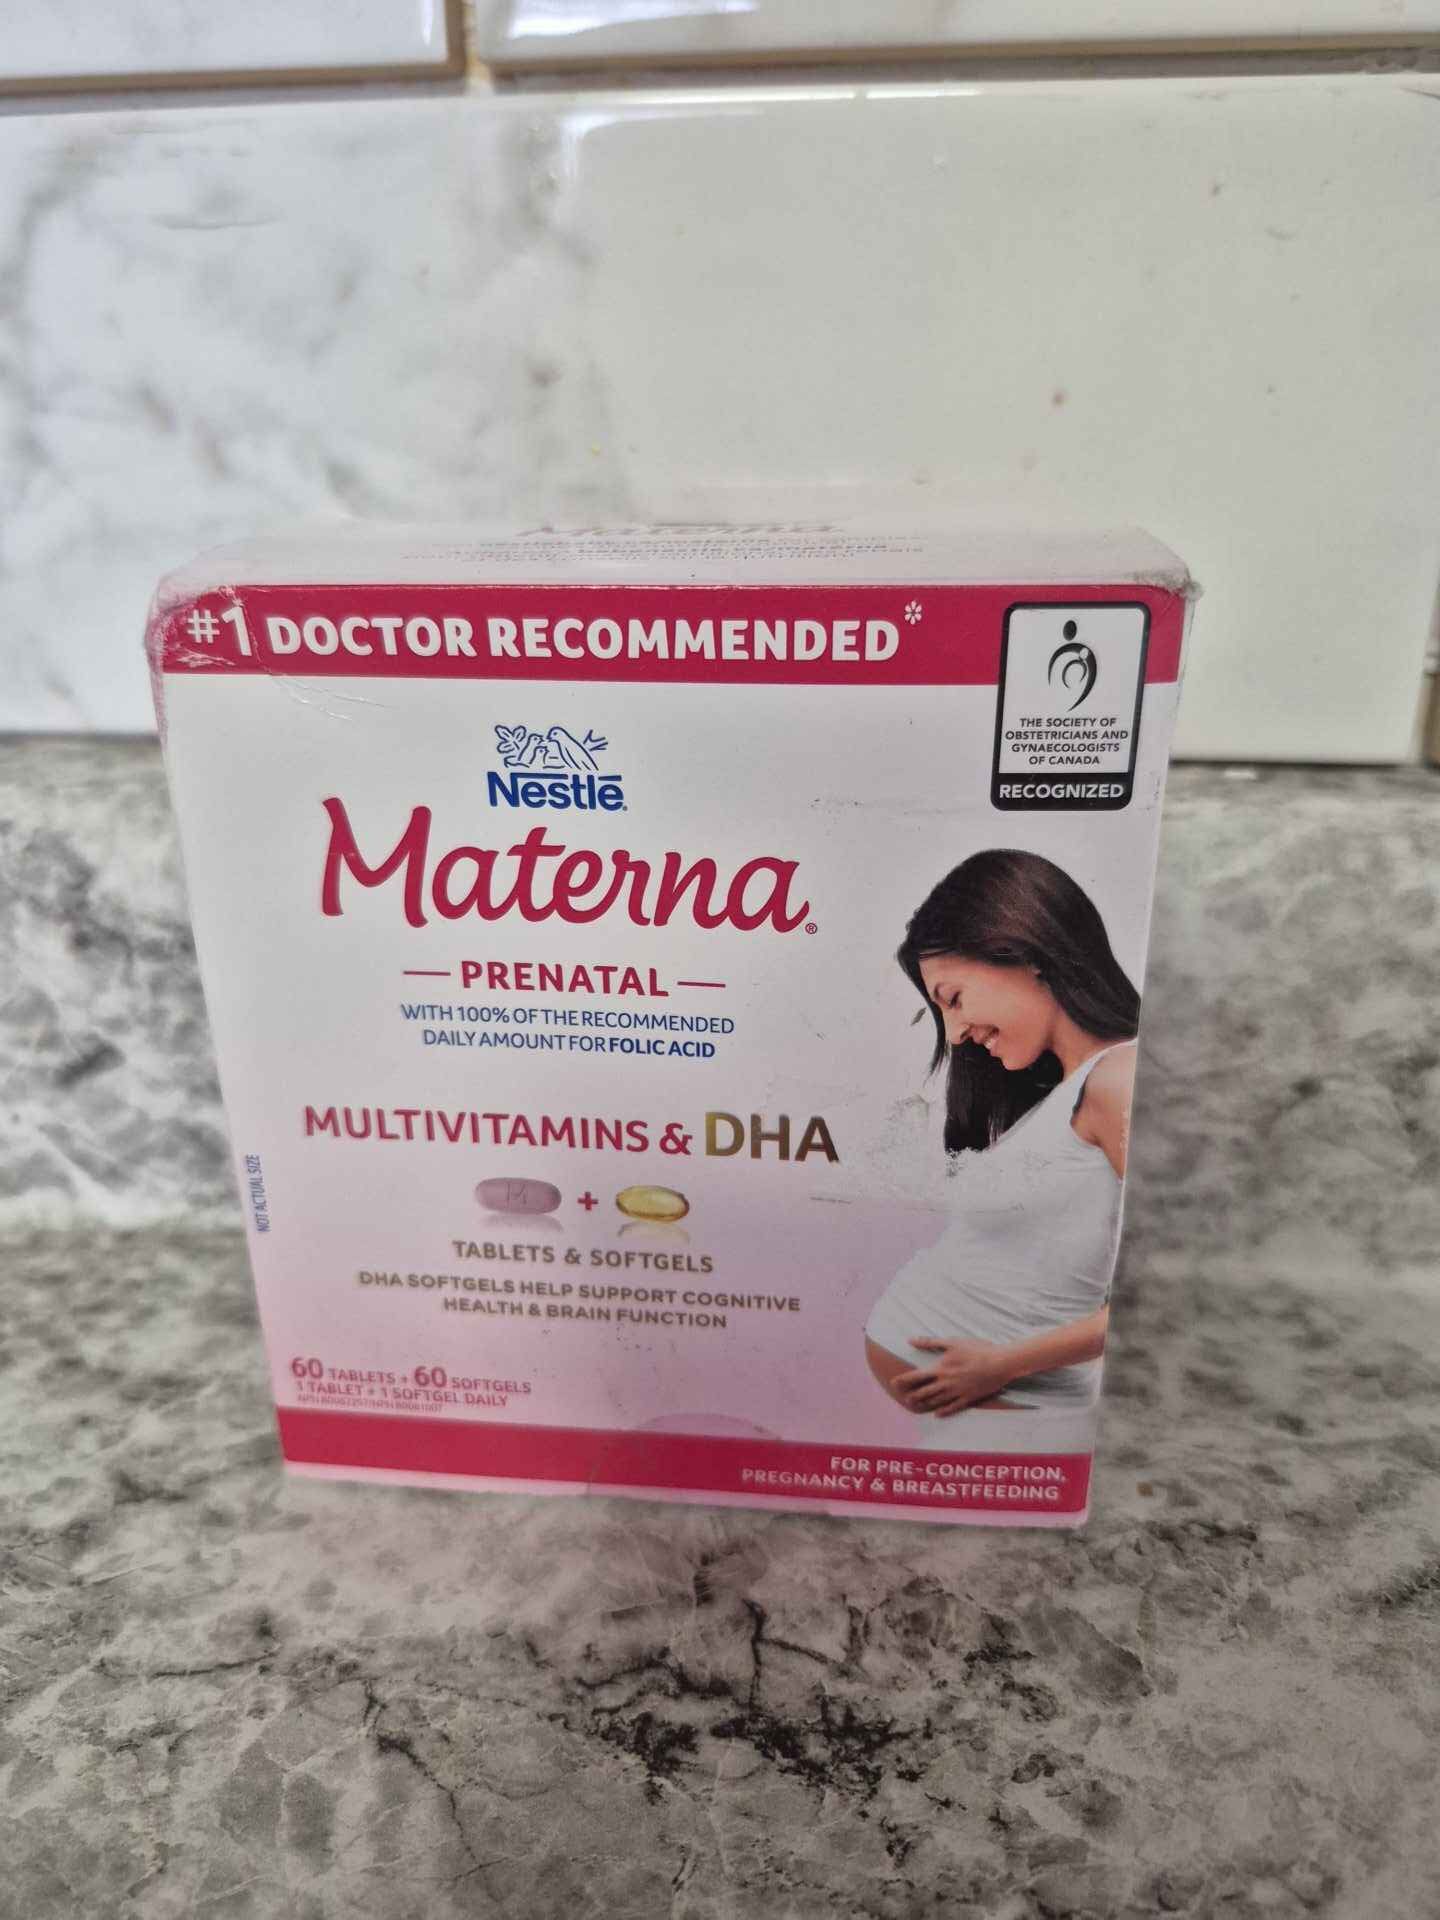 Materna
#1 DOCTOR RECOMMENDED*
THE SOCIETY OF
OBSTETRICIANS AND
GYNAECOLOGISTS
OF CANADA
RECOGNIZED
Nestlé®
Materna®
PRENATAL
WITH 100% OF THE RECOMMENDED
DAILY AMOUNT FOR FOLIC ACID
MULTIVITAMINS & DHA
M +
TABLETS & SOFTGELS
NOT ACTUAL SIZE
DHA SOFTGELS HELP SUPPORT COGNITIVE
HEALTH & BRAIN FUNCTION
60 TABLETS + 60 SOFTGELS
1 TABLET + 1 SOFTGEL DAILY
FOR PRE-CONCEPTION,
PREGNANCY & BREASTFEEDING